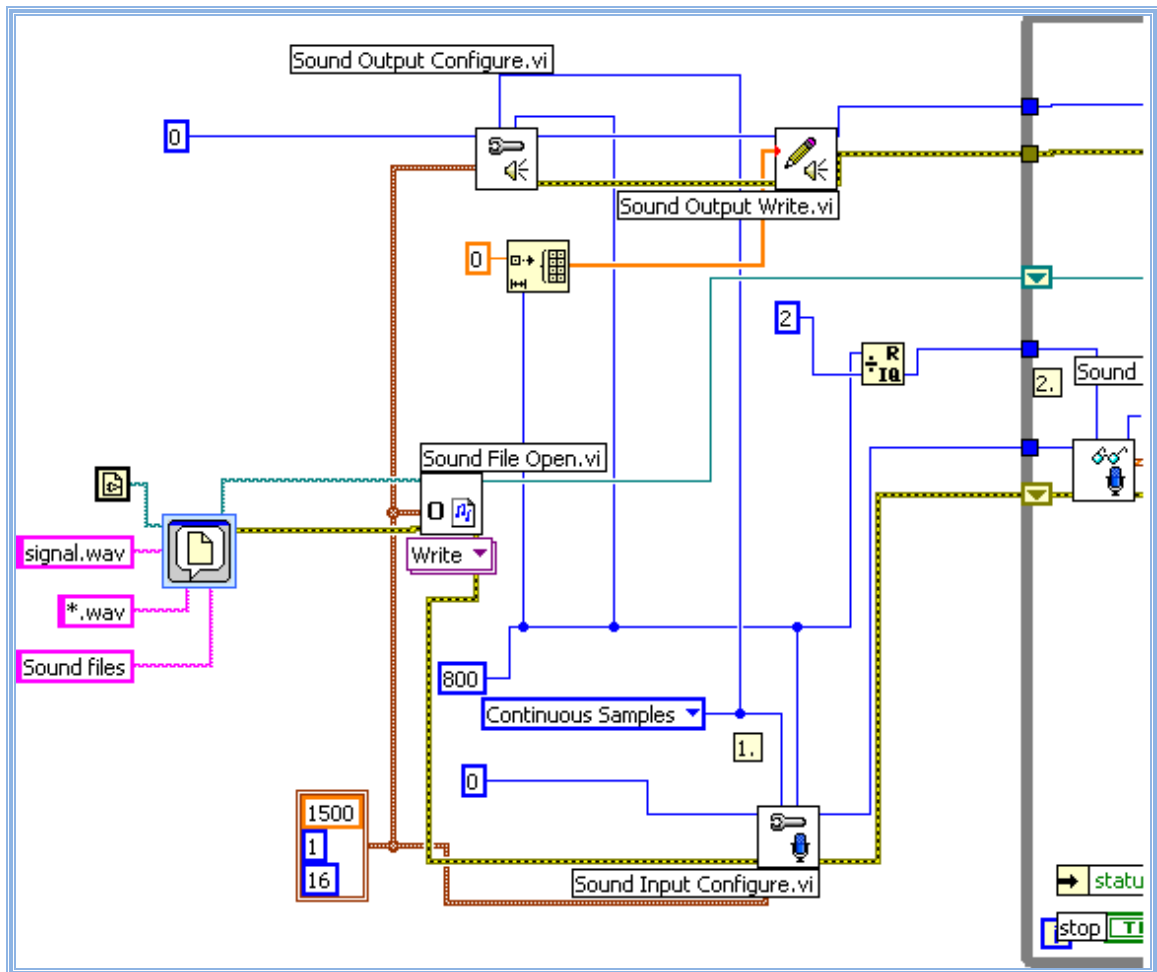 Sound Output Configure.vi
0
Sound Output Write.vi
0
2
R
IQ
2.
Sound
Sound File Open.vi
signal.wav
Write
*.wav
Sound files
800
Continuous Samples
1.
0
1500
1
16
Sound Input Configure.vi
statu
stop